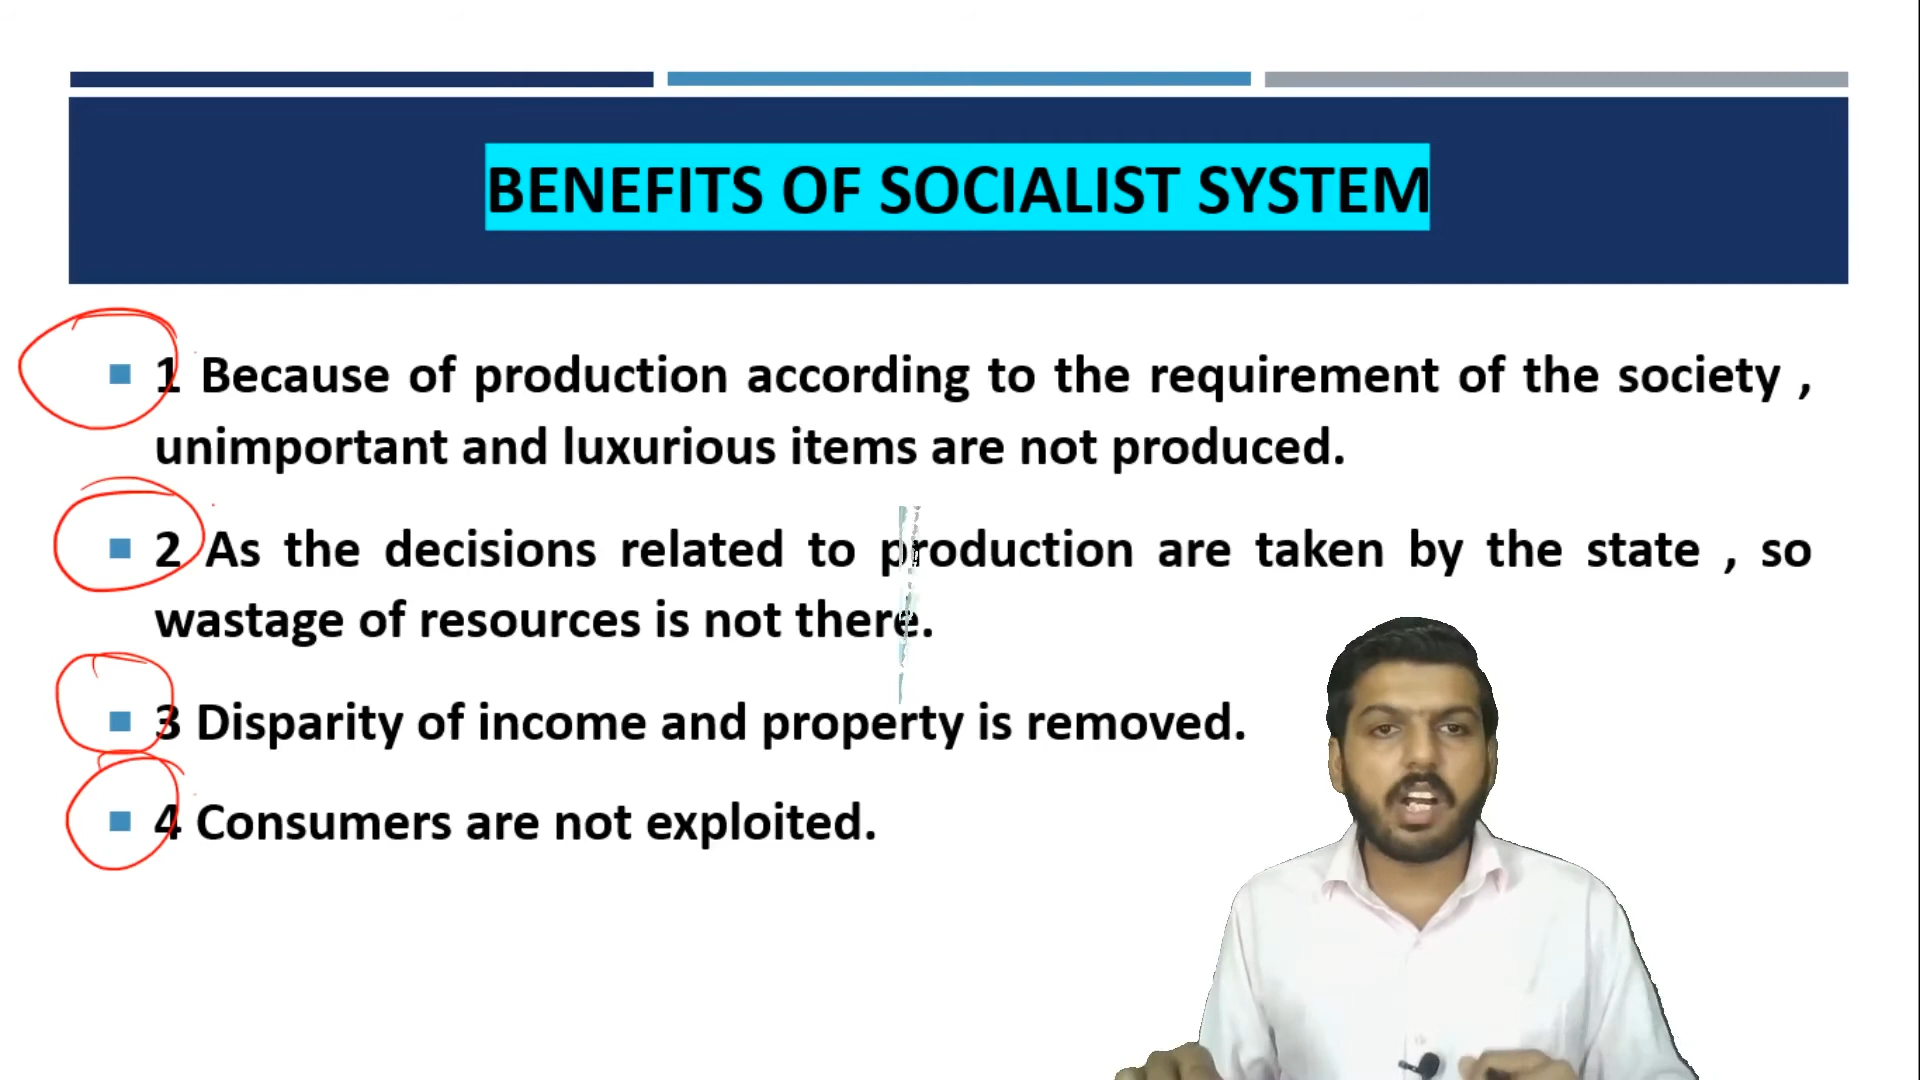 BENEFITS OF SOCIALIST SYSTEM
1 Because of production according to the requirement of the society ,
unimportant and luxurious items are not produced.
2 As the decisions related to production are taken by the state , so
wastage of resources is not there.
3 Disparity of income and property is removed.
4 Consumers are not exploited.